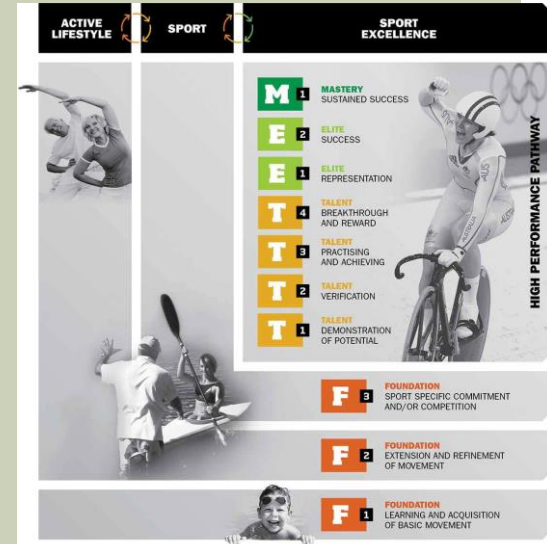 ACTIVE
LIFESTYLE
SPORT
SPORT
EXCELLENCE
M 1 MASTERY
SUSTAINED SUCCESS
E 2 ELITE
SUCCESS
E 1 ELITE
REPRESENTATION
T 4 TALENT
BREAKTHROUGH
AND REWARD
T 3 TALENT
PRACTISING
AND ACHIEVING
T 2 TALENT
VERIFICATION
T 1 TALENT
DEMONSTRATION
OF POTENTIAL
HIGH PERFORMANCE PATHWAY
AUS
AUSTRALIA
F 3 FOUNDATION
SPORT SPECIFIC COMMITMENT
AND/OR COMPETITION
F 2 FOUNDATION
EXTENSION AND REFINEMENT
OF MOVEMENT
F 1 FOUNDATION
LEARNING AND ACQUISITION
OF BASIC MOVEMENT